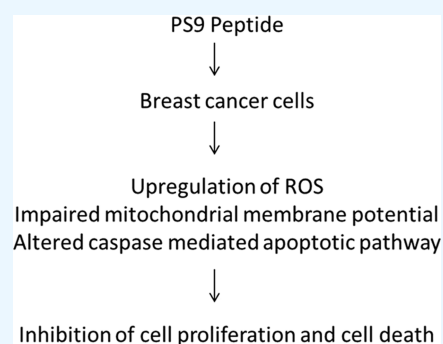 PS9 Peptide
Breast cancer cells
Upregulation of ROS
Impaired mitochondrial membrane potential
Altered caspase mediated apoptotic pathway
Inhibition of cell proliferation and cell death